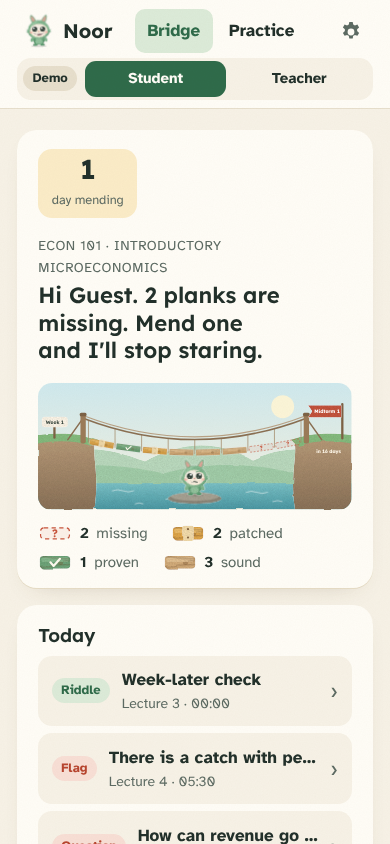 Noor
Bridge
Practice
Demo
Student
Teacher
1
day mending
ECON 101 · INTRODUCTORY
MICROECONOMICS
Hi Guest. 2 planks are
missing. Mend one
and I'll stop staring.
Week 1
Midterm 1
in 16 days
?
2 missing
2 patched
1 proven
3 sound
Today
Riddle
Week-later check
Lecture 3 · 00:00
›
Flag
There is a catch with pe...
Lecture 4 · 05:30
›
Question
How can revenue go ...